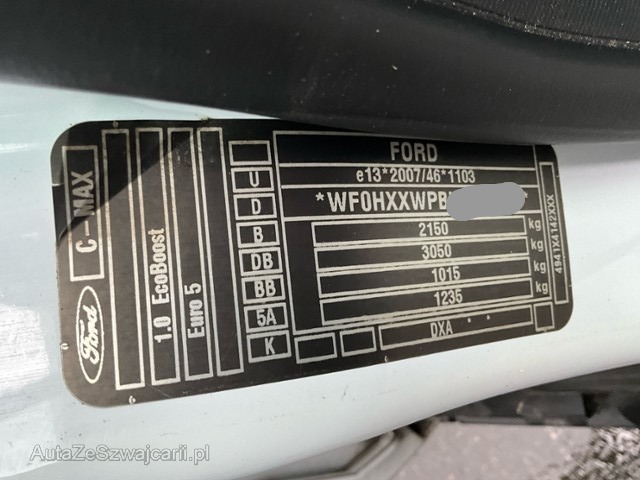 FORD
e13*2007/46*1103
*WF0HXXWPB
2150 kg
3050 kg
1015 kg
1235 kg
DXA * *
U
D
B
DB
BB
5A
K
4941X4142XXX
C-MAX
1.0 EcoBoost
Euro 5
Ford
AutaZeSzwajcarii.pl